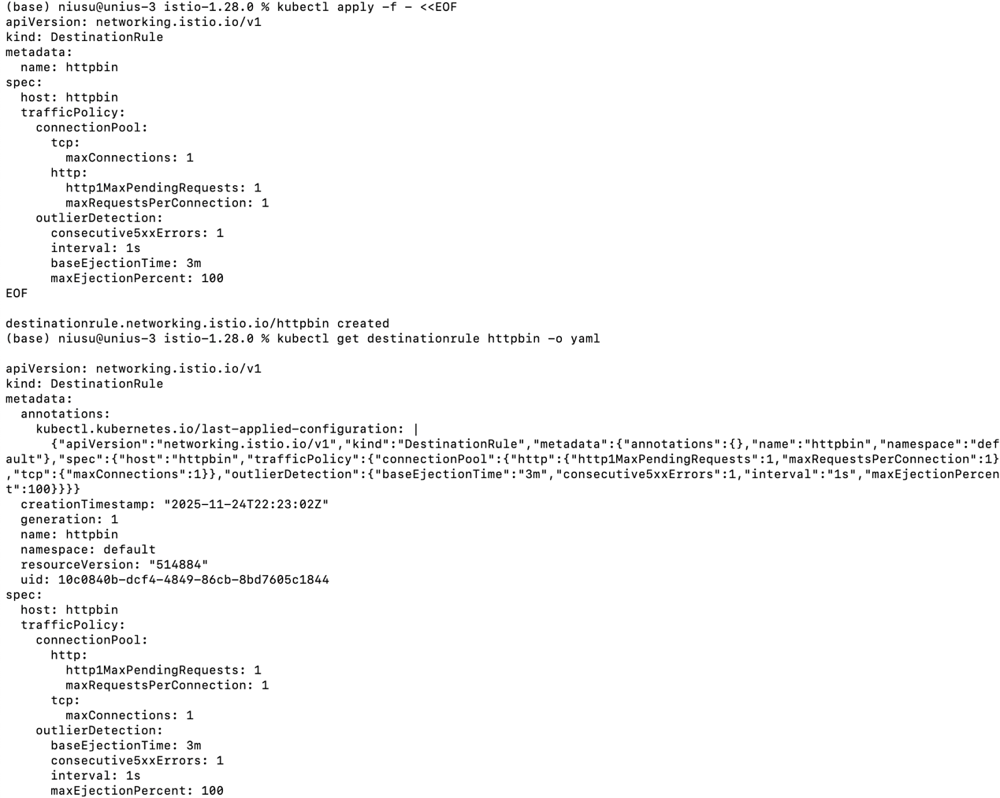 (base) niusu@unius-3 istio-1.28.0 % kubectl apply -f - <<EOF
apiVersion: networking.istio.io/v1
kind: DestinationRule
metadata:
  name: httpbin
spec:
  host: httpbin
  trafficPolicy:
    connectionPool:
      tcp:
        maxConnections: 1
      http:
        http1MaxPendingRequests: 1
        maxRequestsPerConnection: 1
    outlierDetection:
      consecutive5xxErrors: 1
      interval: 1s
      baseEjectionTime: 3m
      maxEjectionPercent: 100
EOF

destinationrule.networking.istio.io/httpbin created
(base) niusu@unius-3 istio-1.28.0 % kubectl get destinationrule httpbin -o yaml

apiVersion: networking.istio.io/v1
kind: DestinationRule
metadata:
  annotations:
    kubectl.kubernetes.io/last-applied-configuration: |
      {"apiVersion":"networking.istio.io/v1","kind":"DestinationRule","metadata":{"annotations":{},"name":"httpbin","namespace":"def
ault"},"spec":{"host":"httpbin","trafficPolicy":{"connectionPool":{"http":{"http1MaxPendingRequests":1,"maxRequestsPerConnection":1}
,"tcp":{"maxConnections":1}},"outlierDetection":{"baseEjectionTime":"3m","consecutive5xxErrors":1,"interval":"1s","maxEjectionPercen
t":100}}}}
  creationTimestamp: "2025-11-24T22:23:02Z"
  generation: 1
  name: httpbin
  namespace: default
  resourceVersion: "514884"
  uid: 10c0840b-dcf4-4849-86cb-8bd7605c1844
spec:
  host: httpbin
  trafficPolicy:
    connectionPool:
      http:
        http1MaxPendingRequests: 1
        maxRequestsPerConnection: 1
      tcp:
        maxConnections: 1
    outlierDetection:
      baseEjectionTime: 3m
      consecutive5xxErrors: 1
      interval: 1s
      maxEjectionPercent: 100